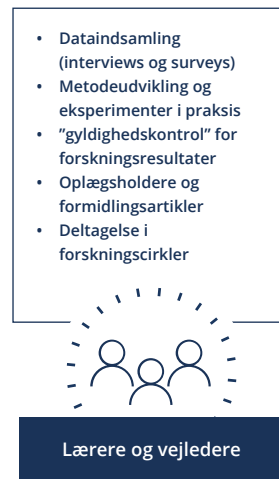 • Dataindsamling
(interviews og surveys)
• Metodeudvikling og
eksperimenter i praksis
• ”gyldighedskontrol” for
forskningsresultater
• Oplægsholdere og
formidlingsartikler
• Deltagelse i
forskningscirkler
Lærere og vejledere